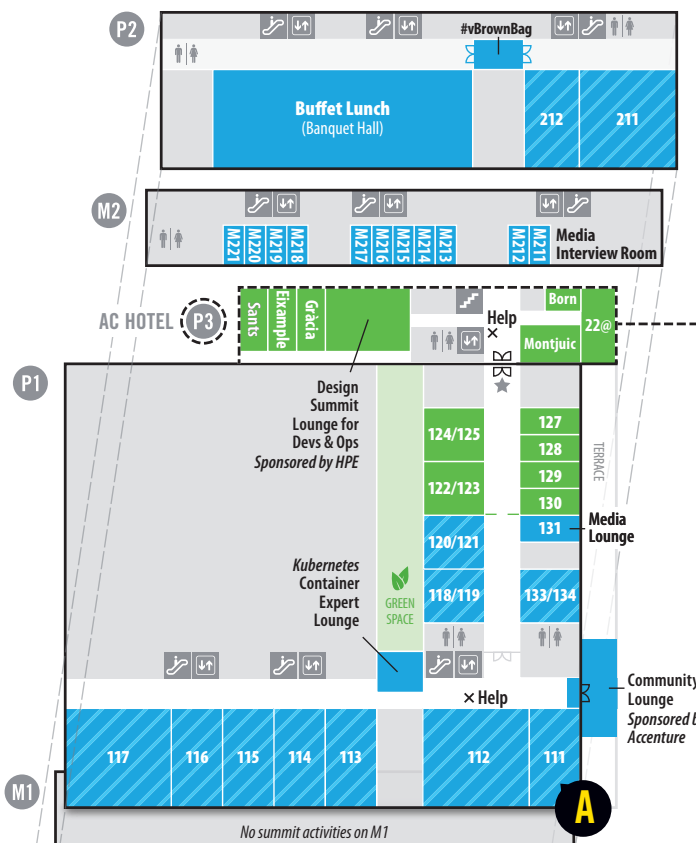 P2
#vBrownBag
Buffet Lunch
(Banquet Hall)
212
211
M2
M221
M220
M219
M218
M217
M216
M215
M214
M213
M212
M211
Media
Interview Room
AC HOTEL
P3
Sants
Eixample
Gràcia
Help
Born
Montjuic
22@
P1
Design
Summit
Lounge for
Devs & Ops
Sponsored by HPE
124/125
122/123
120/121
118/119
127
128
129
130
131
133/134
TERRACE
Media
Lounge
Kubernetes
Container
Expert
Lounge
GREEN
SPACE
Help
Community
Lounge
Sponsored b
Accenture
117
116
115
114
113
112
111
M1
A
No summit activities on M1